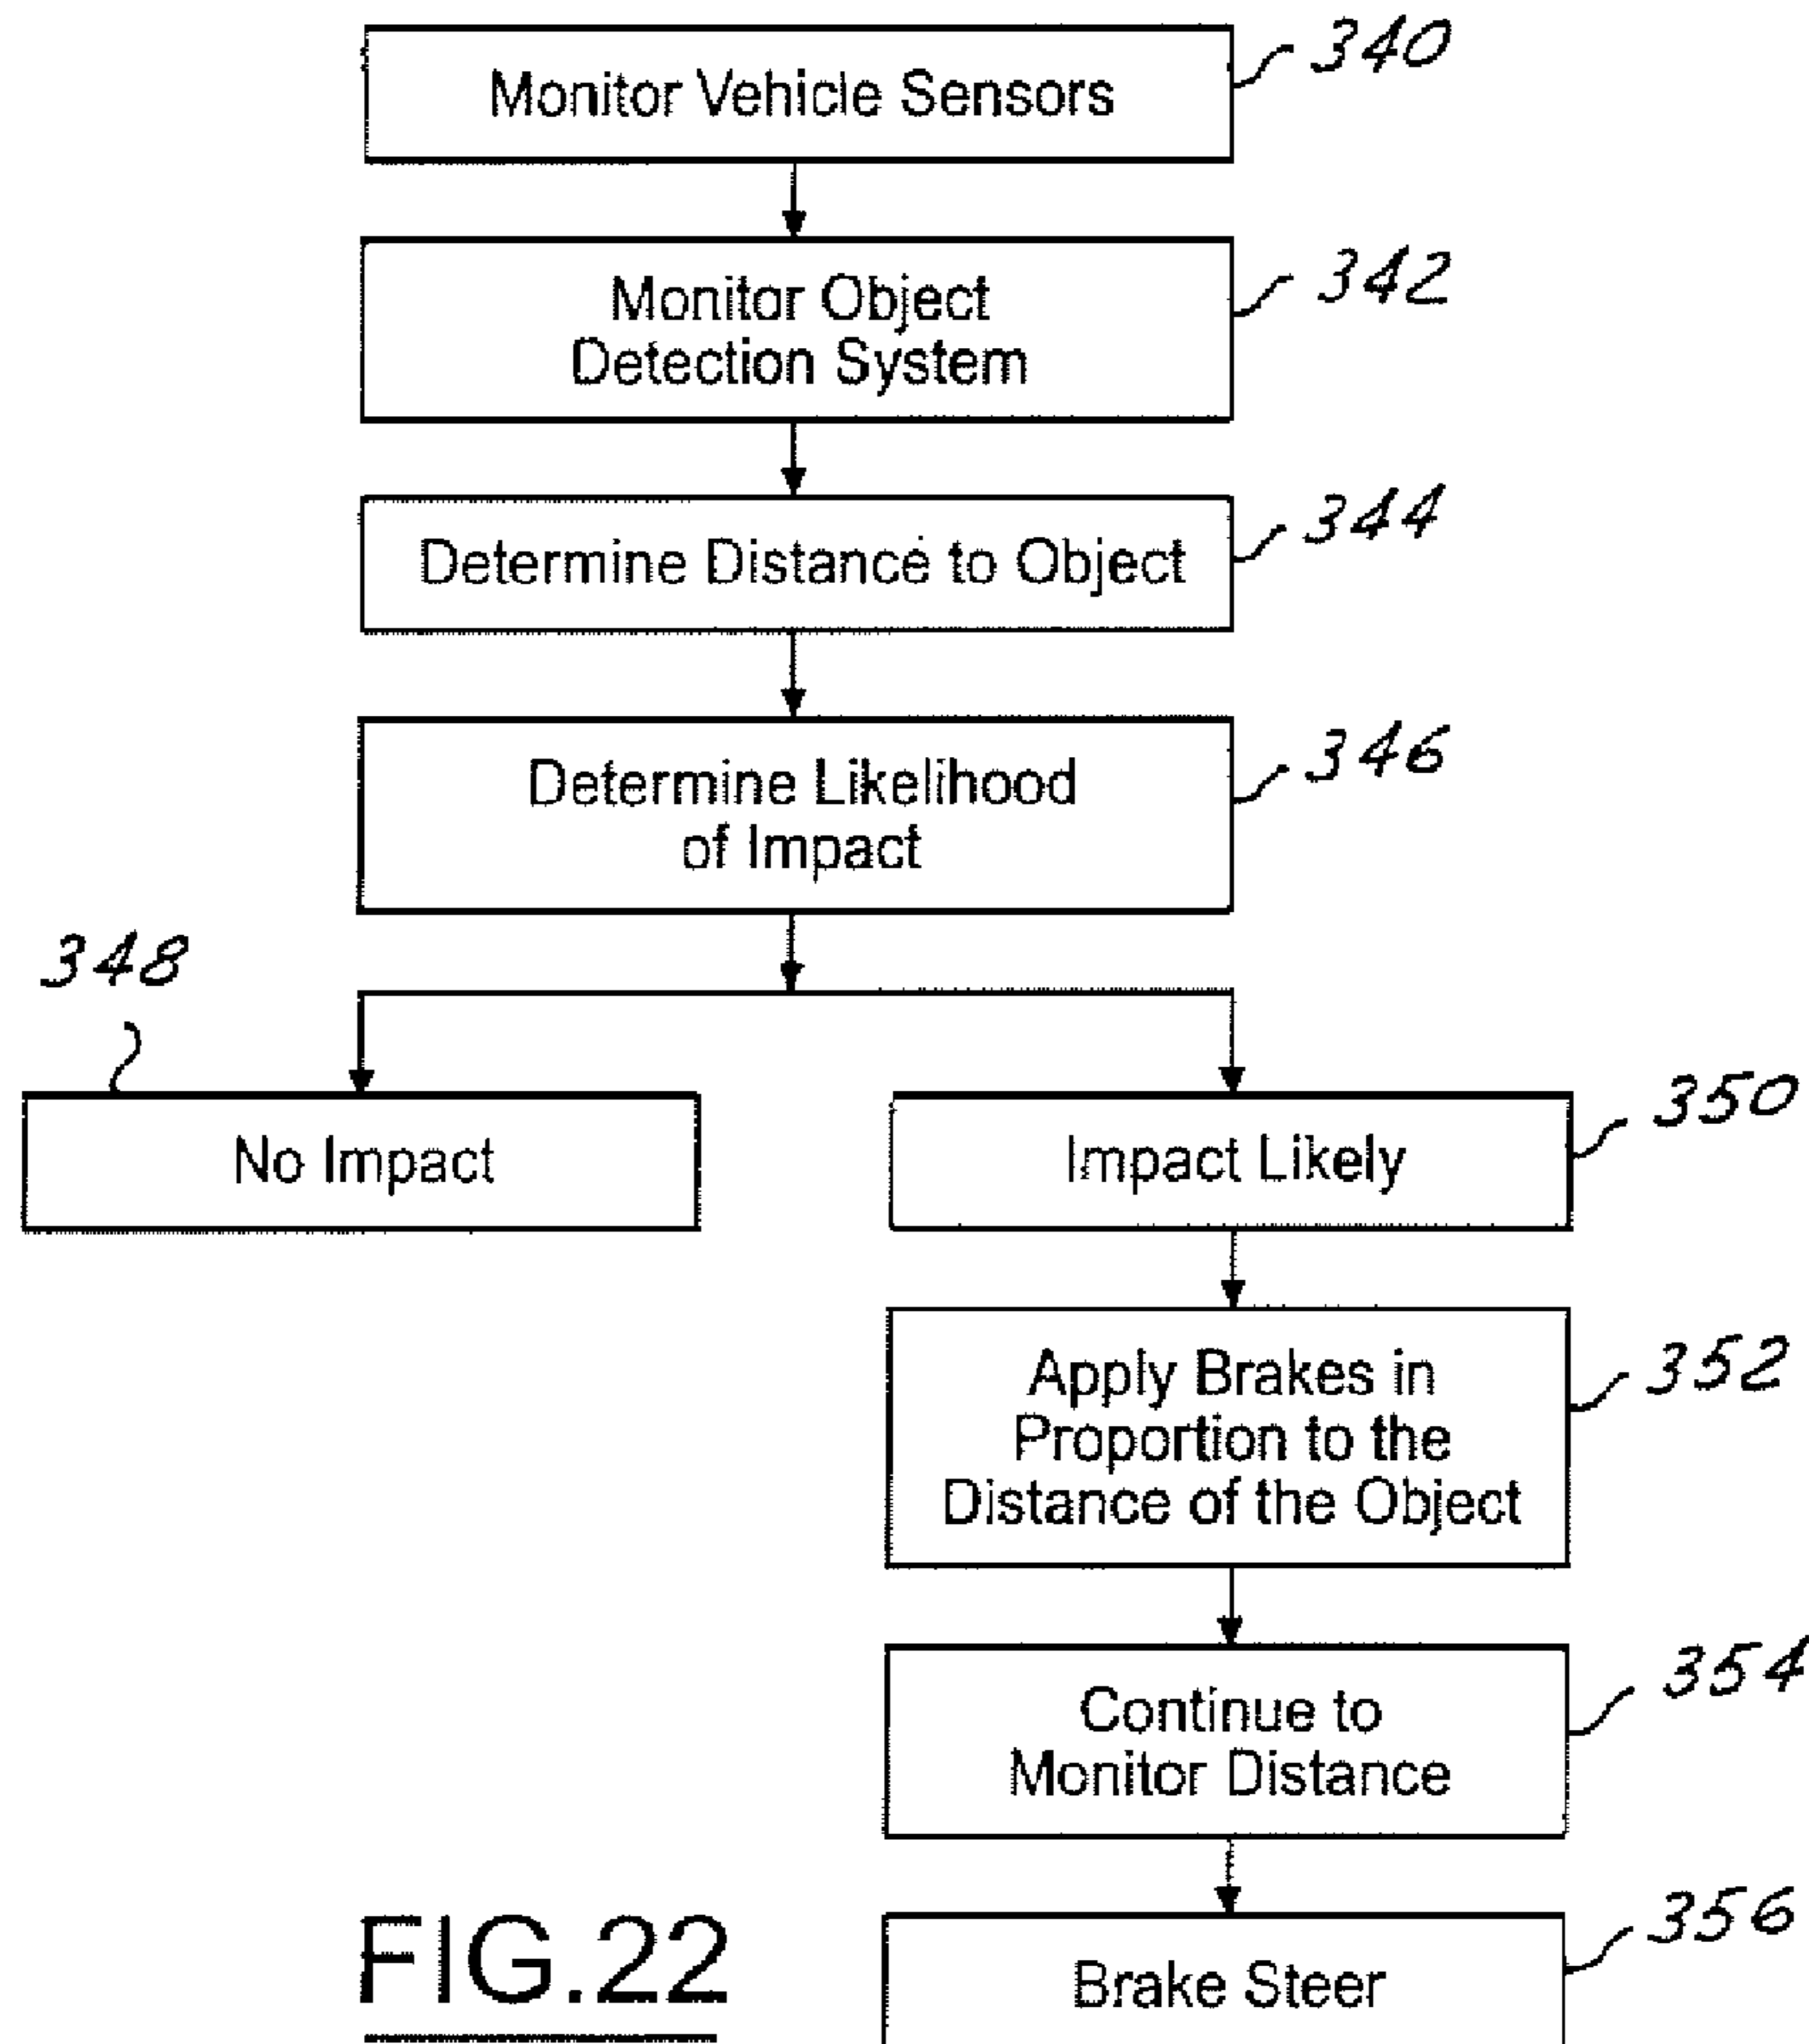 Monitor Vehicle Sensors
340
Monitor Object
Detection System
342
Determine Distance to Object
344
Determine Likelihood
of Impact
346
348
No Impact
Impact Likely
350
Apply Brakes in
Proportion to the
Distance of the Object
352
Continue to
Monitor Distance
354
Brake Steer
356
FIG.22